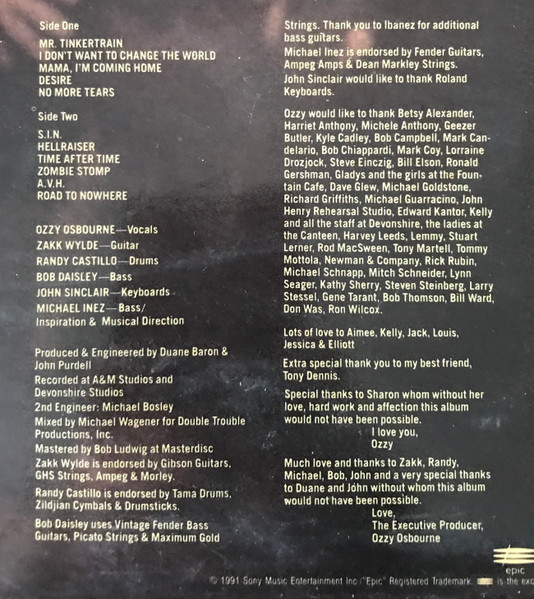 Side One
MR. TINKERTRAIN
I DON'T WANT TO CHANGE THE WORLD
MAMA, I'M COMING HOME
DESIRE
NO MORE TEARS
Side Two
S.I.N.
HELLRAISER
TIME AFTER TIME
ZOMBIE STOMP
A.V.H.
ROAD TO NOWHERE
OZZY OSBOURNE—Vocals
ZAKK WYLDE—Guitar
RANDY CASTILLO—Drums
BOB DAISLEY—Bass
JOHN SINCLAIR—Keyboards
MICHAEL INEZ—Bass/
Inspiration & Musical Direction
Produced & Engineered by Duane Baron &
John Purdell
Recorded at A&M Studios and
Devonshire Studios
2nd Engineer: Michael Bosley
Mixed by Michael Wagener for Double Trouble
Productions, Inc.
Mastered by Bob Ludwig at Masterdisc
Zakk Wylde is endorsed by Gibson Guitars,
GHS Strings, Ampeg & Morley.
Randy Castillo is endorsed by Tama Drums,
Zildjian Cymbals & Drumsticks.
Bob Daisley uses Vintage Fender Bass
Guitars, Picato Strings & Maximum Gold
Strings. Thank you to Ibanez for additional
bass guitars.
Michael Inez is endorsed by Fender Guitars,
Ampeg Amps & Dean Markley Strings.
John Sinclair would like to thank Roland
Keyboards.
Ozzy would like to thank Betsy Alexander,
Harriet Anthony, Michele Anthony, Geezer
Butler, Kyle Cadley, Bob Campbell, Mark Can-
delario, Bob Chiappardi, Mark Coy, Lorraine
Drozjock, Steve Einczig, Bill Elson, Ronald
Gershman, Gladys and the girls at the Foun-
tain Cafe, Dave Glew, Michael Goldstone,
Richard Griffiths, Michael Guarracino, John
Henry Rehearsal Studio, Edward Kantor, Kelly
and all the staff at Devonshire, the ladies at
the Canteen, Harvey Leeds, Lemmy, Stuart
Lerner, Rod MacSween, Tony Martell, Tommy
Mottola, Newman & Company, Rick Rubin,
Michael Schnapp, Mitch Schneider, Lynn
Seager, Kathy Sherry, Steven Steinberg, Larry
Stessel, Gene Tarant, Bob Thomson, Bill Ward,
Don Was, Ron Wilcox.
Lots of love to Aimee, Kelly, Jack, Louis,
Jessica & Elliott
Extra special thank you to my best friend,
Tony Dennis.
Special thanks to Sharon whom without her
love, hard work and affection this album
would not have been possible.
I love you,
Ozzy
Much love and thanks to Zakk, Randy,
Michael, Bob, John and a very special thanks
to Duane and John without whom this album
would not have been possible.
Love,
The Executive Producer,
Ozzy Osbourne
epic
© 1991 Sony Music Entertainment Inc./"Epic" Registered Trademark. is the exc